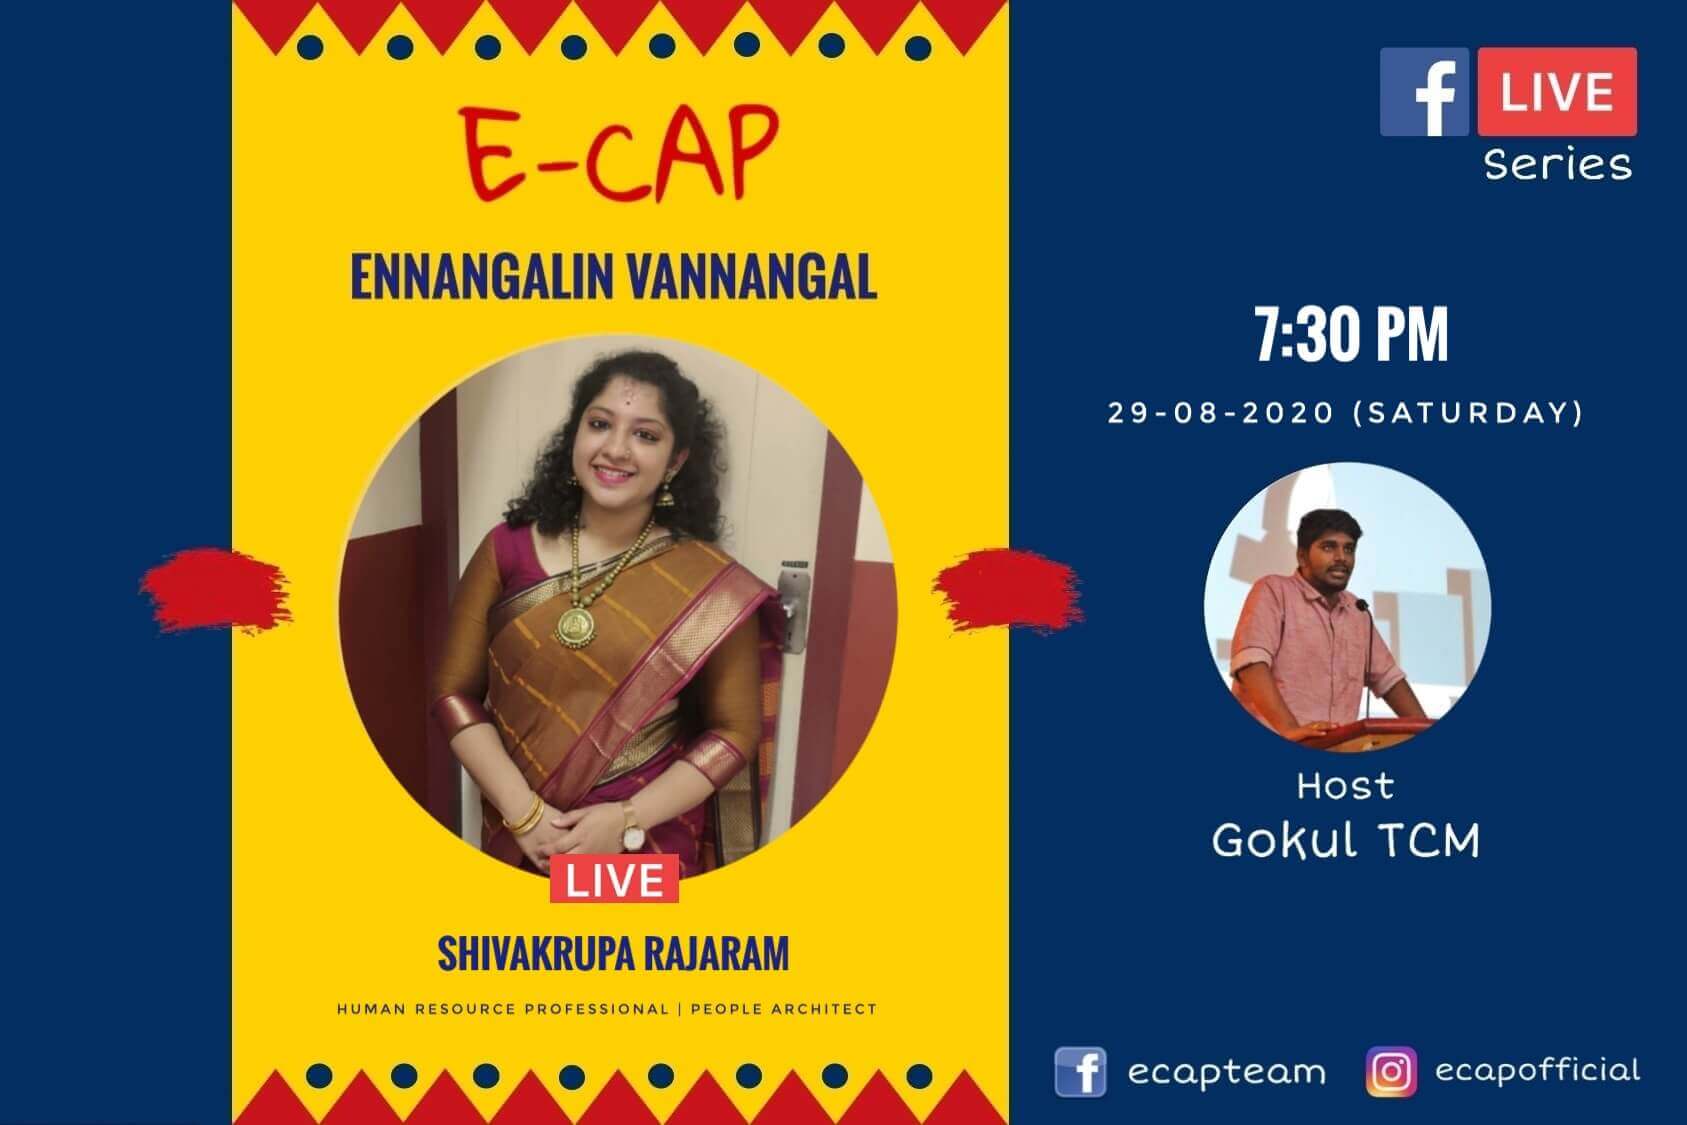 E-CAP
ENNANGALIN VANNANGAL
LIVE
SHIVAKRUPA RAJARAM
HUMAN RESOURCE PROFESSIONAL | PEOPLE ARCHITECT
f LIVE
Series
7:30 PM
29-08-2020 (SATURDAY)
Host
Gokul TCM
f ecapteam
ecapofficial